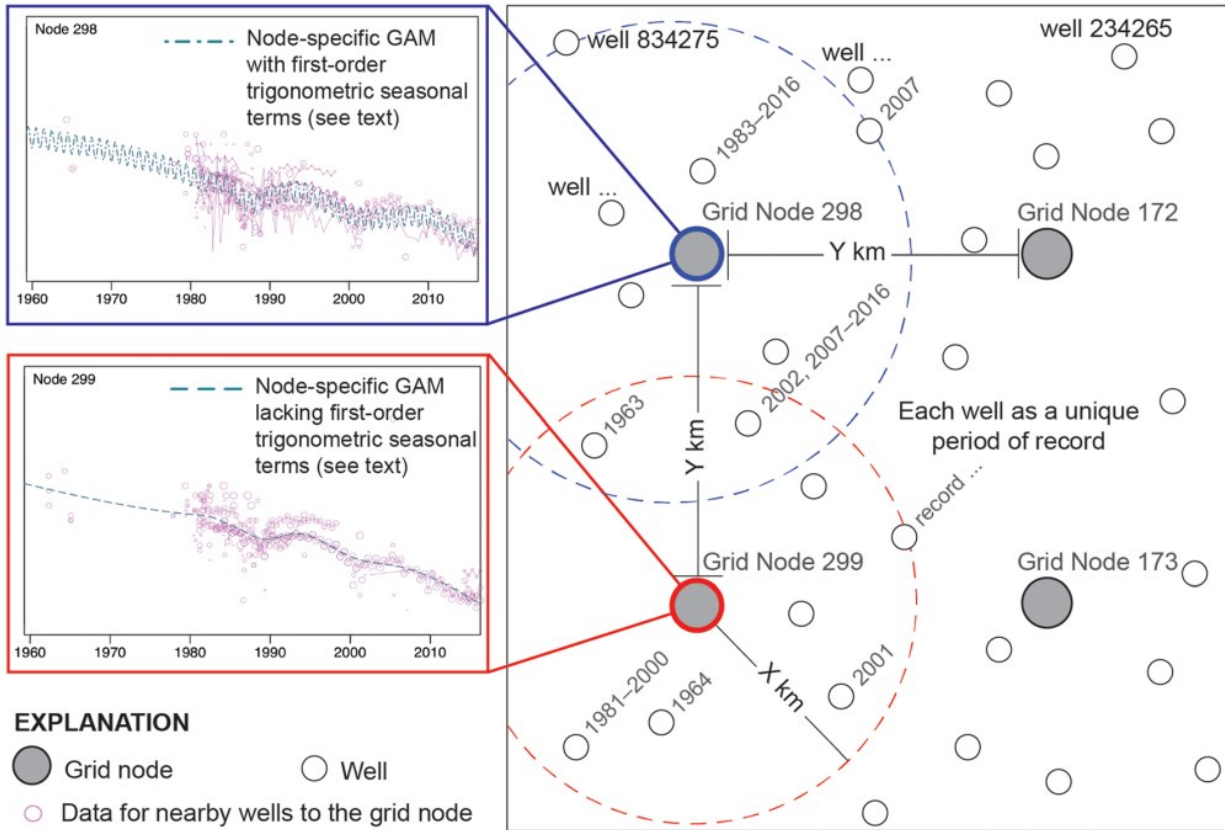 Node 298
Node-specific GAM
with first-order
trigonometric seasonal
terms (see text)
1960 1970 1980 1990 2000 2010
Node 299
Node-specific GAM
lacking first-order
trigonometric seasonal
terms (see text)
1960 1970 1980 1990 2000 2010
EXPLANATION
Grid node
Well
Data for nearby wells to the grid node
well 834275
well ...
well 234265
2007
1983–2016
well ...
Grid Node 298
Grid Node 172
Y km
2002, 2007–2016
1963
Y km
Each well as a unique
period of record
record ...
Grid Node 299
Grid Node 173
X km
2001
1981–2000
1964